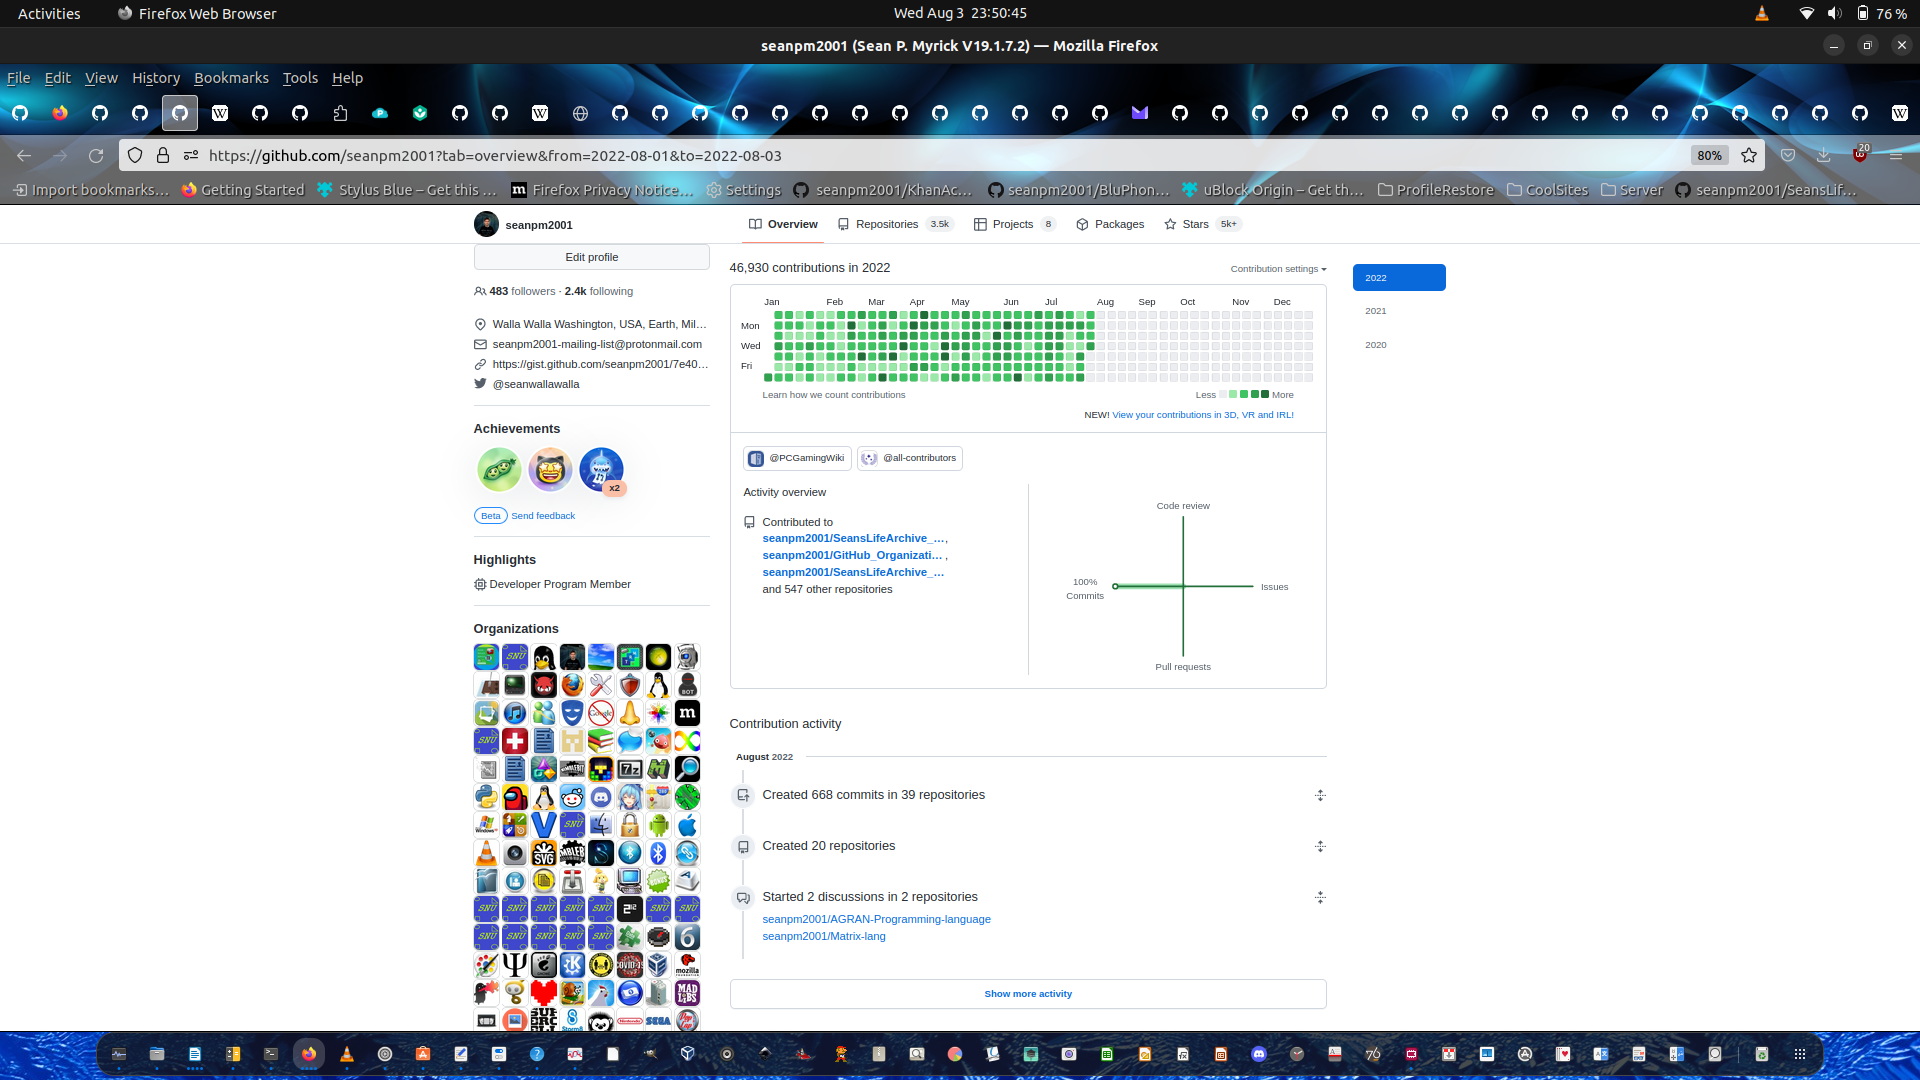 Activities
Firefox Web Browser
Wed Aug 3 23:50:45
76 %
seanpm2001 (Sean P. Myrick V19.1.7.2) — Mozilla Firefox
File Edit View History Bookmarks Tools Help
https://github.com/seanpm2001?tab=overview&from=2022-08-01&to=2022-08-03
80%
20
Import bookmarks… Getting Started Stylus Blue – Get this … Firefox Privacy Notice… Settings seanpm2001/KhanAc… seanpm2001/BluPhon… uBlock Origin – Get th… ProfileRestore CoolSites Server seanpm2001/SeansLif…
seanpm2001
Overview Repositories 3.5k Projects 8 Packages Stars 5k+
Edit profile
483 followers · 2.4k following
Walla Walla Washington, USA, Earth, Mil…
seanpm2001-mailing-list@protonmail.com
https://gist.github.com/seanpm2001/7e40…
@seanwallawalla
Achievements
x2
Beta Send feedback
Highlights
Developer Program Member
Organizations
46,930 contributions in 2022
Contribution settings
2022
2021
2020
Jan Feb Mar Apr May Jun Jul Aug Sep Oct Nov Dec
Mon
Wed
Fri
Learn how we count contributions
Less More
NEW! View your contributions in 3D, VR and IRL!
@PCGamingWiki @all-contributors
Activity overview
Contributed to
seanpm2001/SeansLifeArchive_…,
seanpm2001/GitHub_Organizati… ,
seanpm2001/SeansLifeArchive_…
and 547 other repositories
Code review
100%
Commits
Issues
Pull requests
Contribution activity
August 2022
Created 668 commits in 39 repositories
Created 20 repositories
Started 2 discussions in 2 repositories
seanpm2001/AGRAN-Programming-language
seanpm2001/Matrix-lang
Show more activity